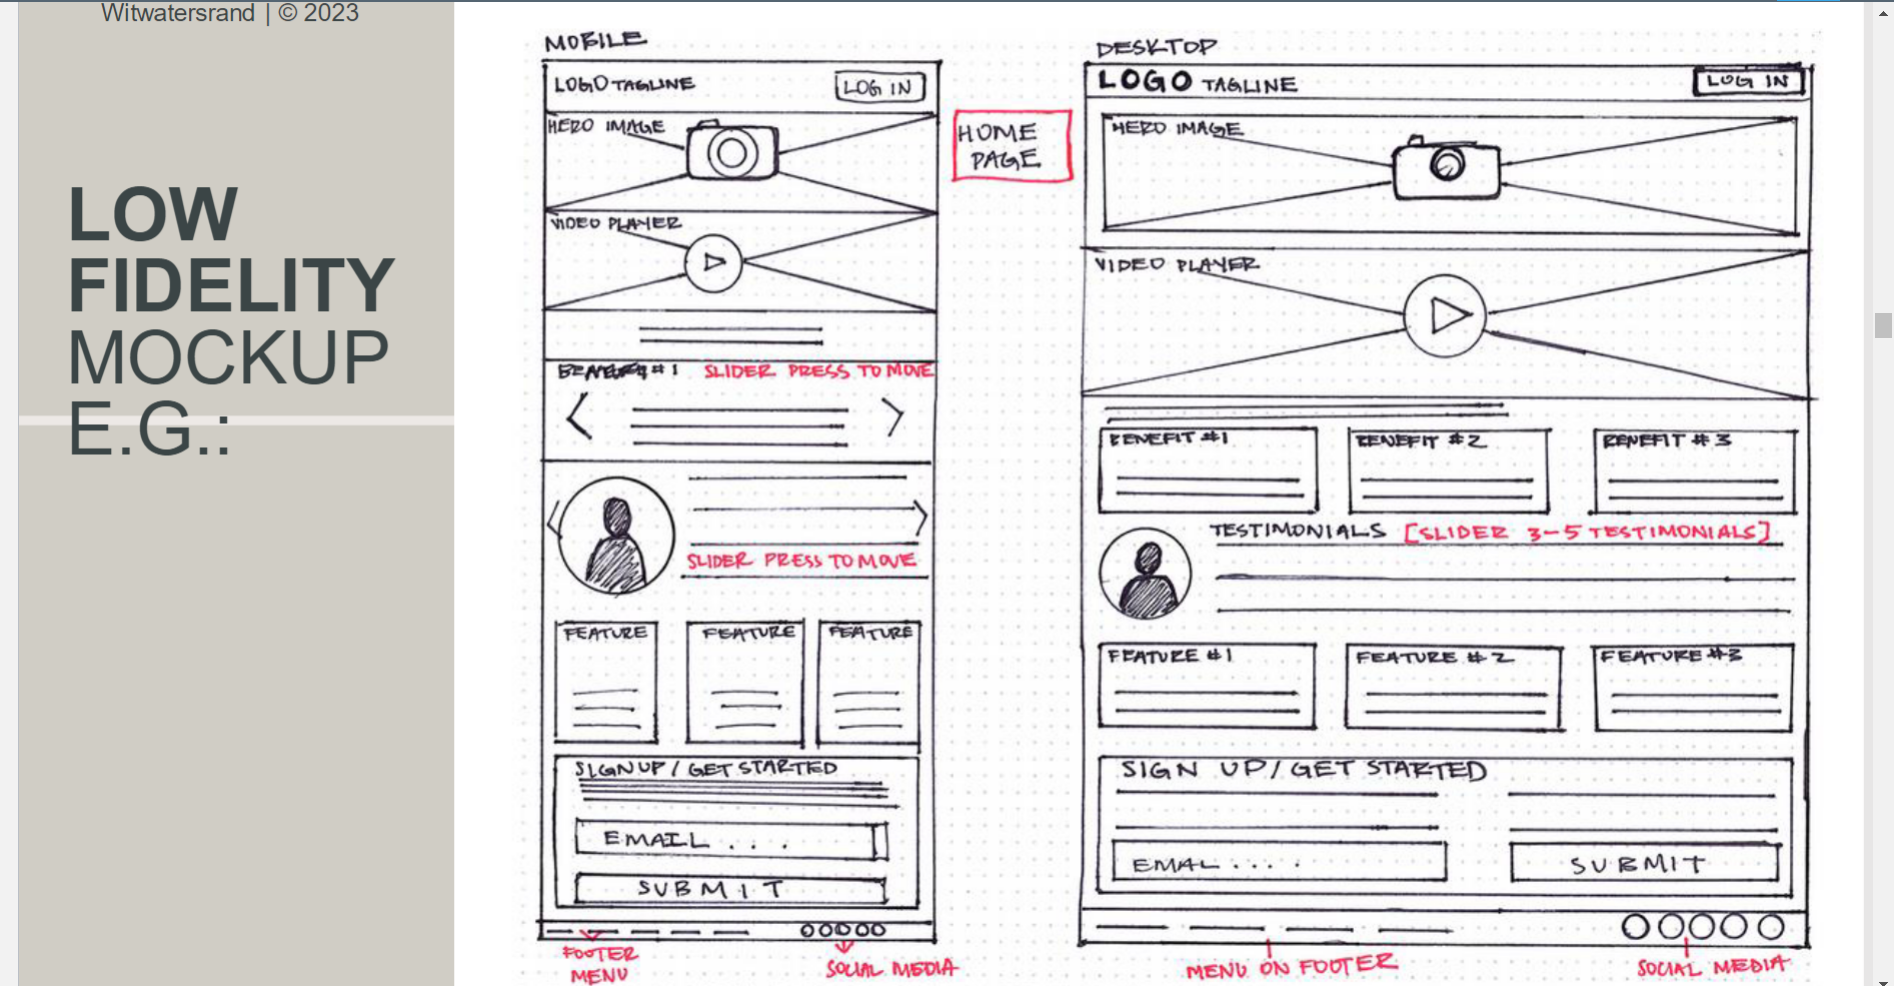 Witwatersrand | © 2023
LOW
FIDELITY
MOCKUP
E.G.:
MOBILE
LOGO TAGLINE
LOG IN
HERO IMAGE
VIDEO PLAYER
#1 SLIDER PRESS TO MOVE
SLIDER PRESS TO MOVE
FEATURE
FEATURE
FEATURE
SIGN UP / GET STARTED
EMAIL . . .
SUBMIT
FOOTER
MENU
SOCIAL MEDIA
HOME
PAGE
DESKTOP
LOGO TAGLINE
LOG IN
HERO IMAGE
VIDEO PLAYER
BENEFIT #1
BENEFIT #2
BENEFIT #3
TESTIMONIALS [SLIDER 3-5 TESTIMONIALS]
FEATURE #1
FEATURE #2
FEATURE #3
SIGN UP / GET STARTED
EMAL . . . .
SUBMIT
MENU ON FOOTER
SOCIAL MEDIA